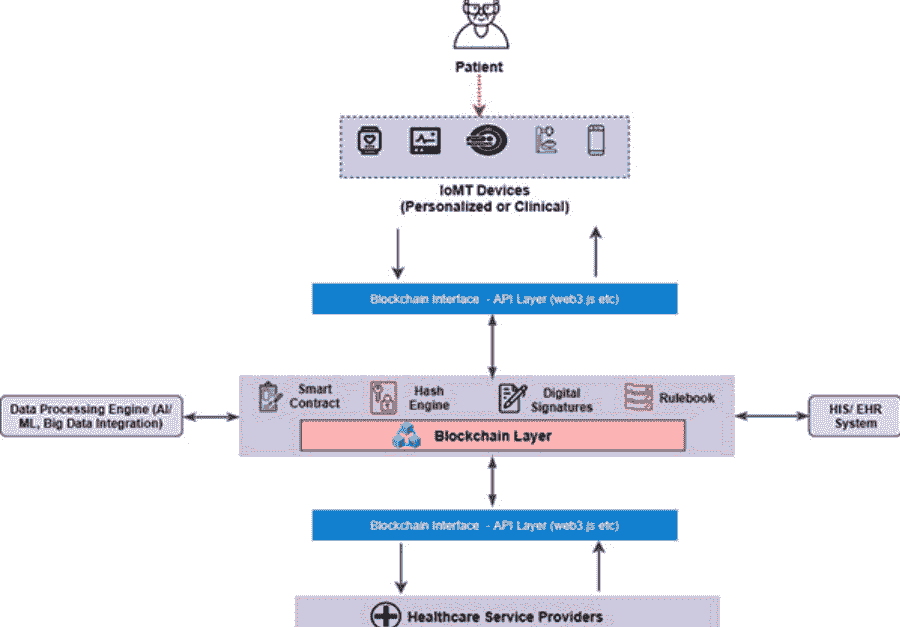 Patient
IoMT Devices
(Personalized or Clinical)
Blockchain Interface - API Layer (web3 js etc)
Smart
Contract
Hash
Engine
Digital
Signatures
Rulebook
Data Processing Engine (AI/
ML, Big Data Integration)
HIS/ EHR
System
Blockchain Layer
Blockchain Interface - API Layer (web3 js etc)
Healthcare Service Providers